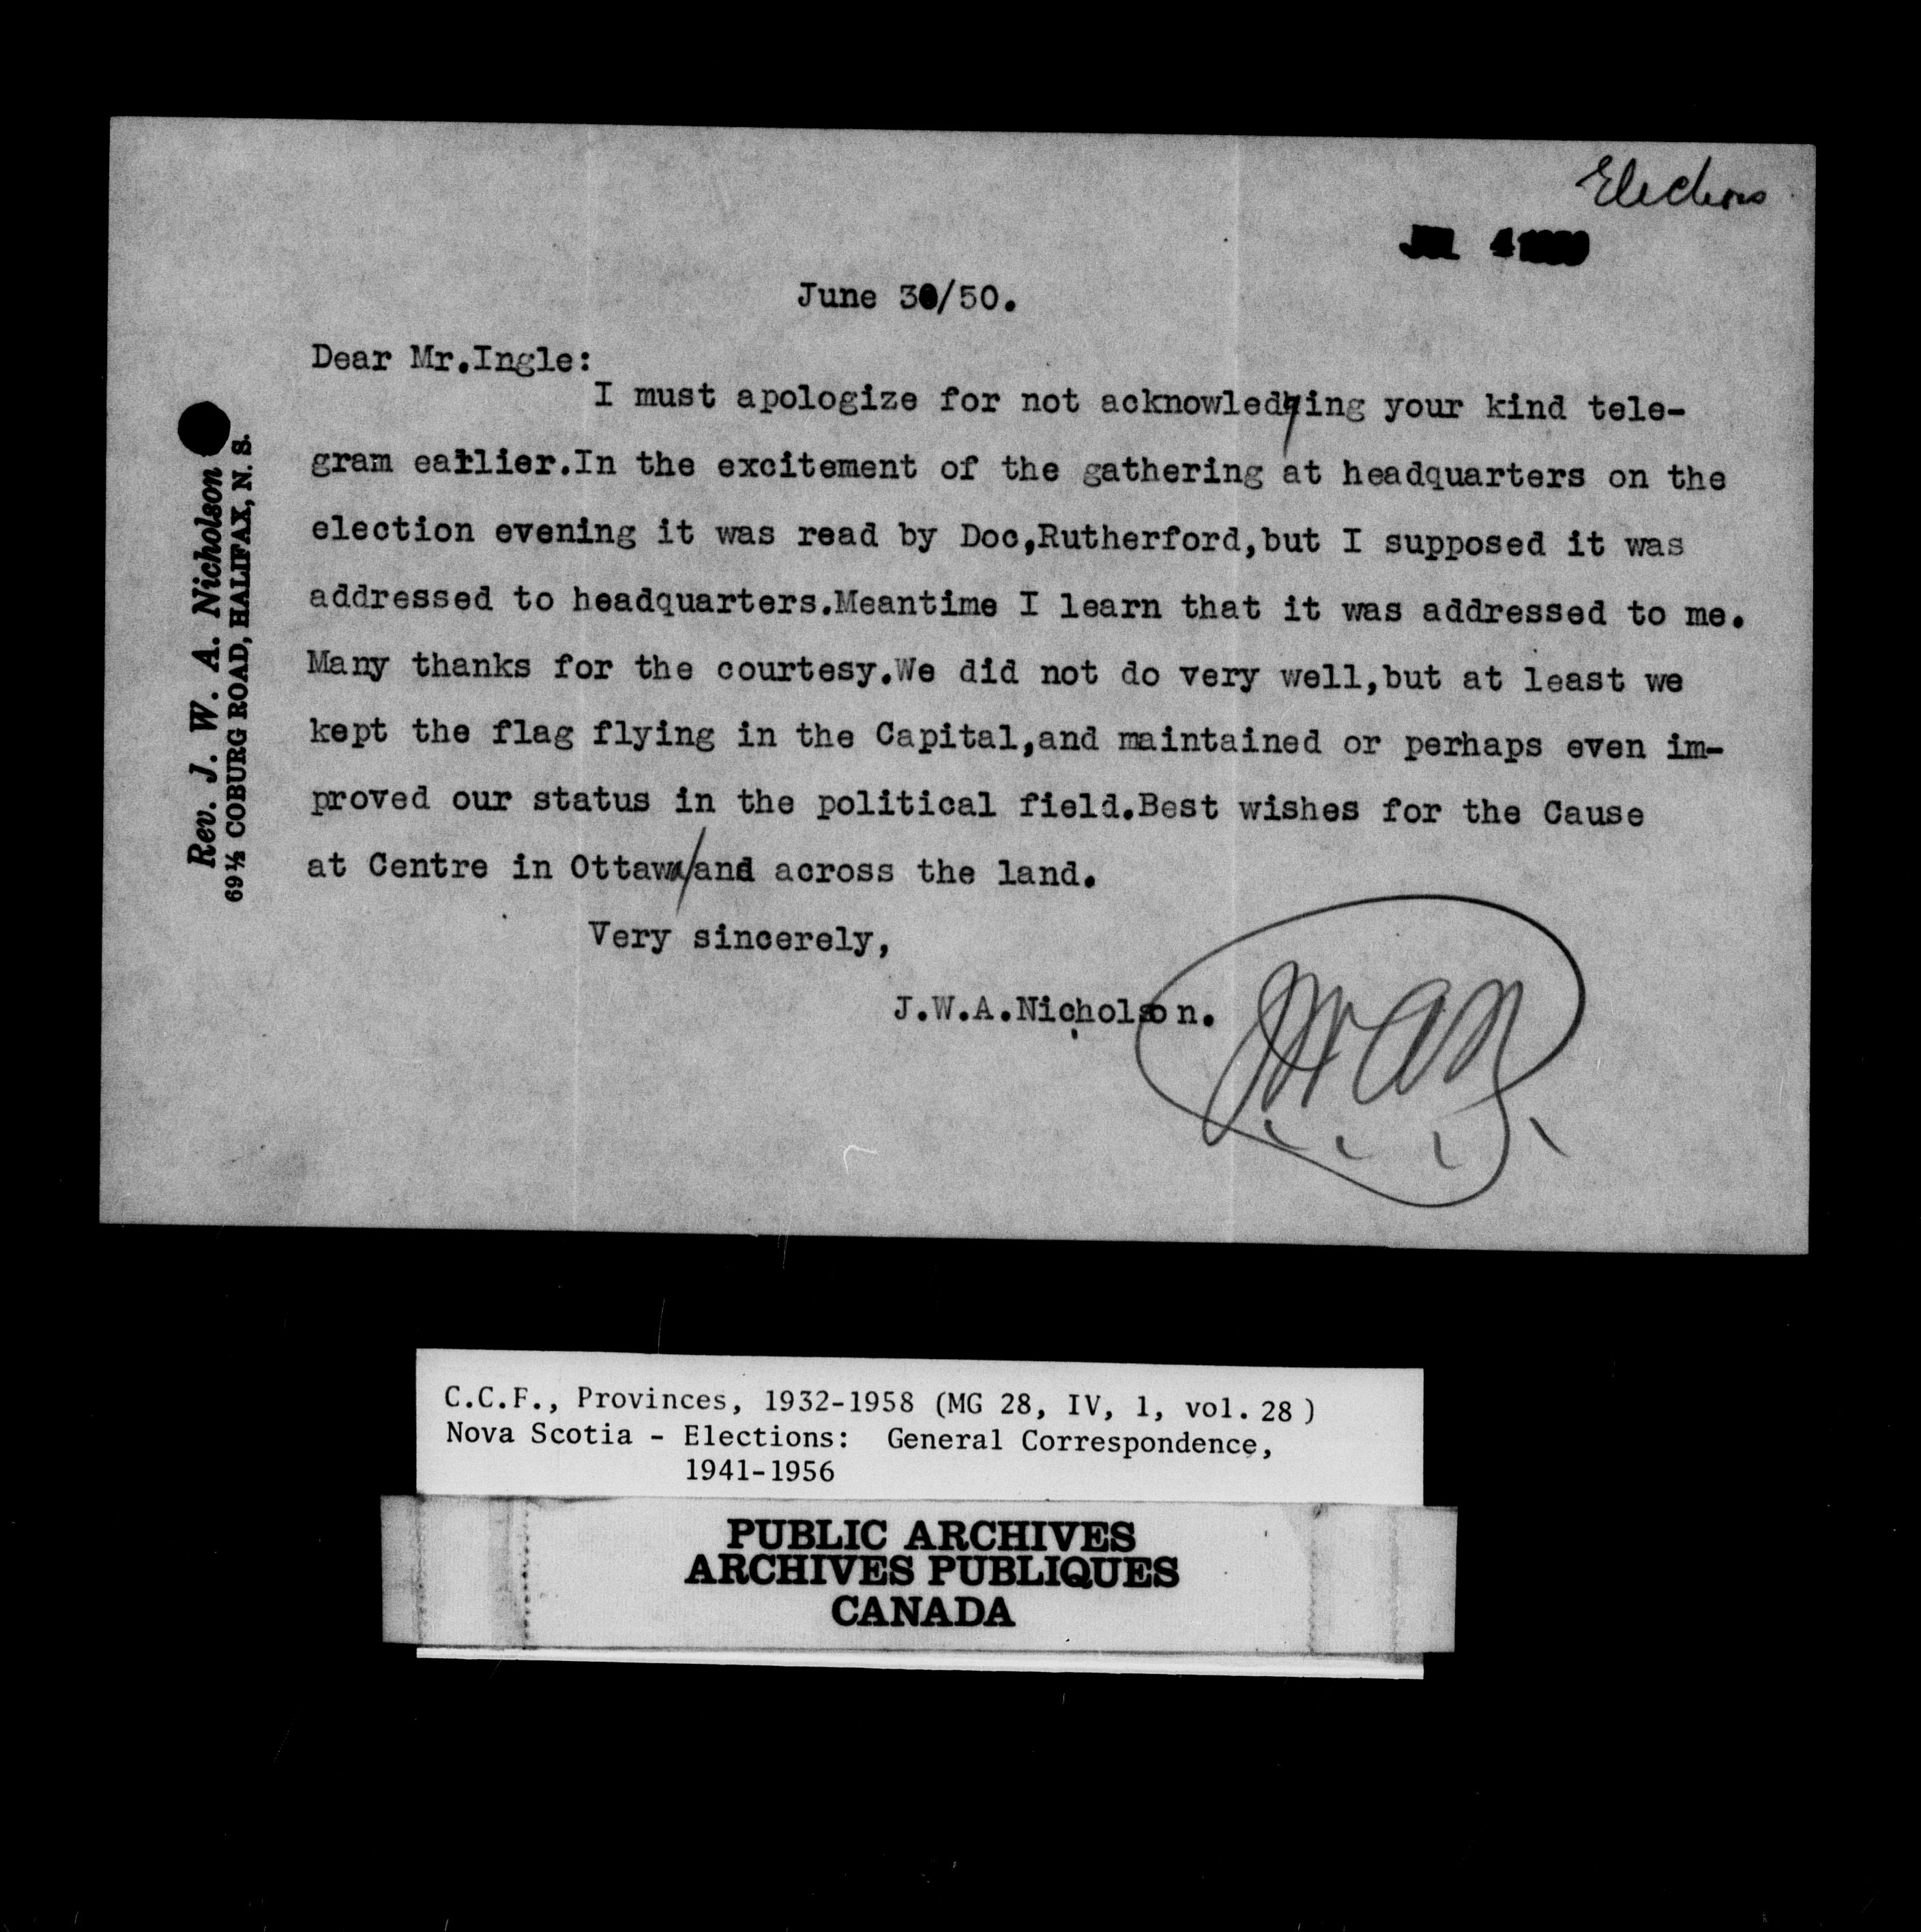 Elections
JUL 4 1950
June 30/50.
Dear Mr.Ingle:
I must apologize for not acknowledging your kind tele-
gram earlier.In the excitement of the gathering at headquarters on the
election evening it was read by Doc,Rutherford,but I supposed it was
addressed to headquarters.Meantime I learn that it was addressed to me.
Many thanks for the courtesy.We did not do very well,but at least we
kept the flag flying in the Capital,and maintained or perhaps even im-
proved our status in the political field.Best wishes for the Cause
at Centre in Ottawa/and across the land.
Very sincerely,
J.W.A.Nicholson.
JWAN
Rev. J. W. A. Nicholson
69 ½ COBURG ROAD, HALIFAX, N. S.
C.C.F., Provinces, 1932-1958 (MG 28, IV, 1, vol. 28 )
Nova Scotia - Elections: General Correspondence,
1941-1956
PUBLIC ARCHIVES
ARCHIVES PUBLIQUES
CANADA